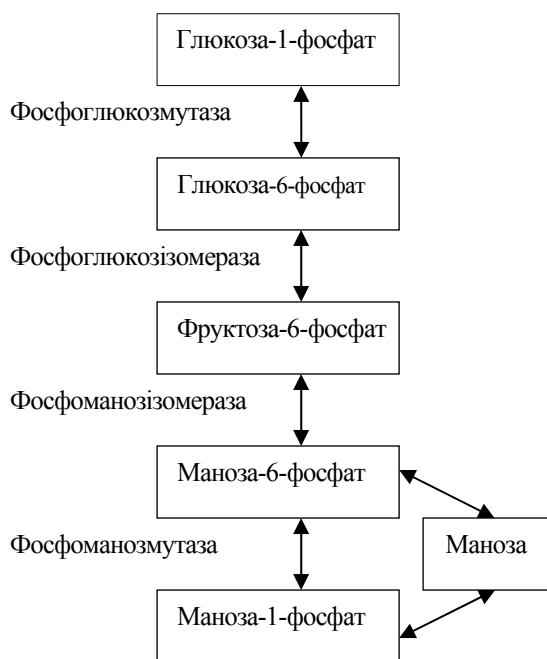 Глюкоза-1-фосфат
Фосфоглюкозмутаза
Глюкоза-6-фосфат
Фосфоглюкозізомераза
Фруктоза-6-фосфат
Фосфоманозізомераза
Маноза-6-фосфат
Фосфоманозмутаза
Маноза
Маноза-1-фосфат